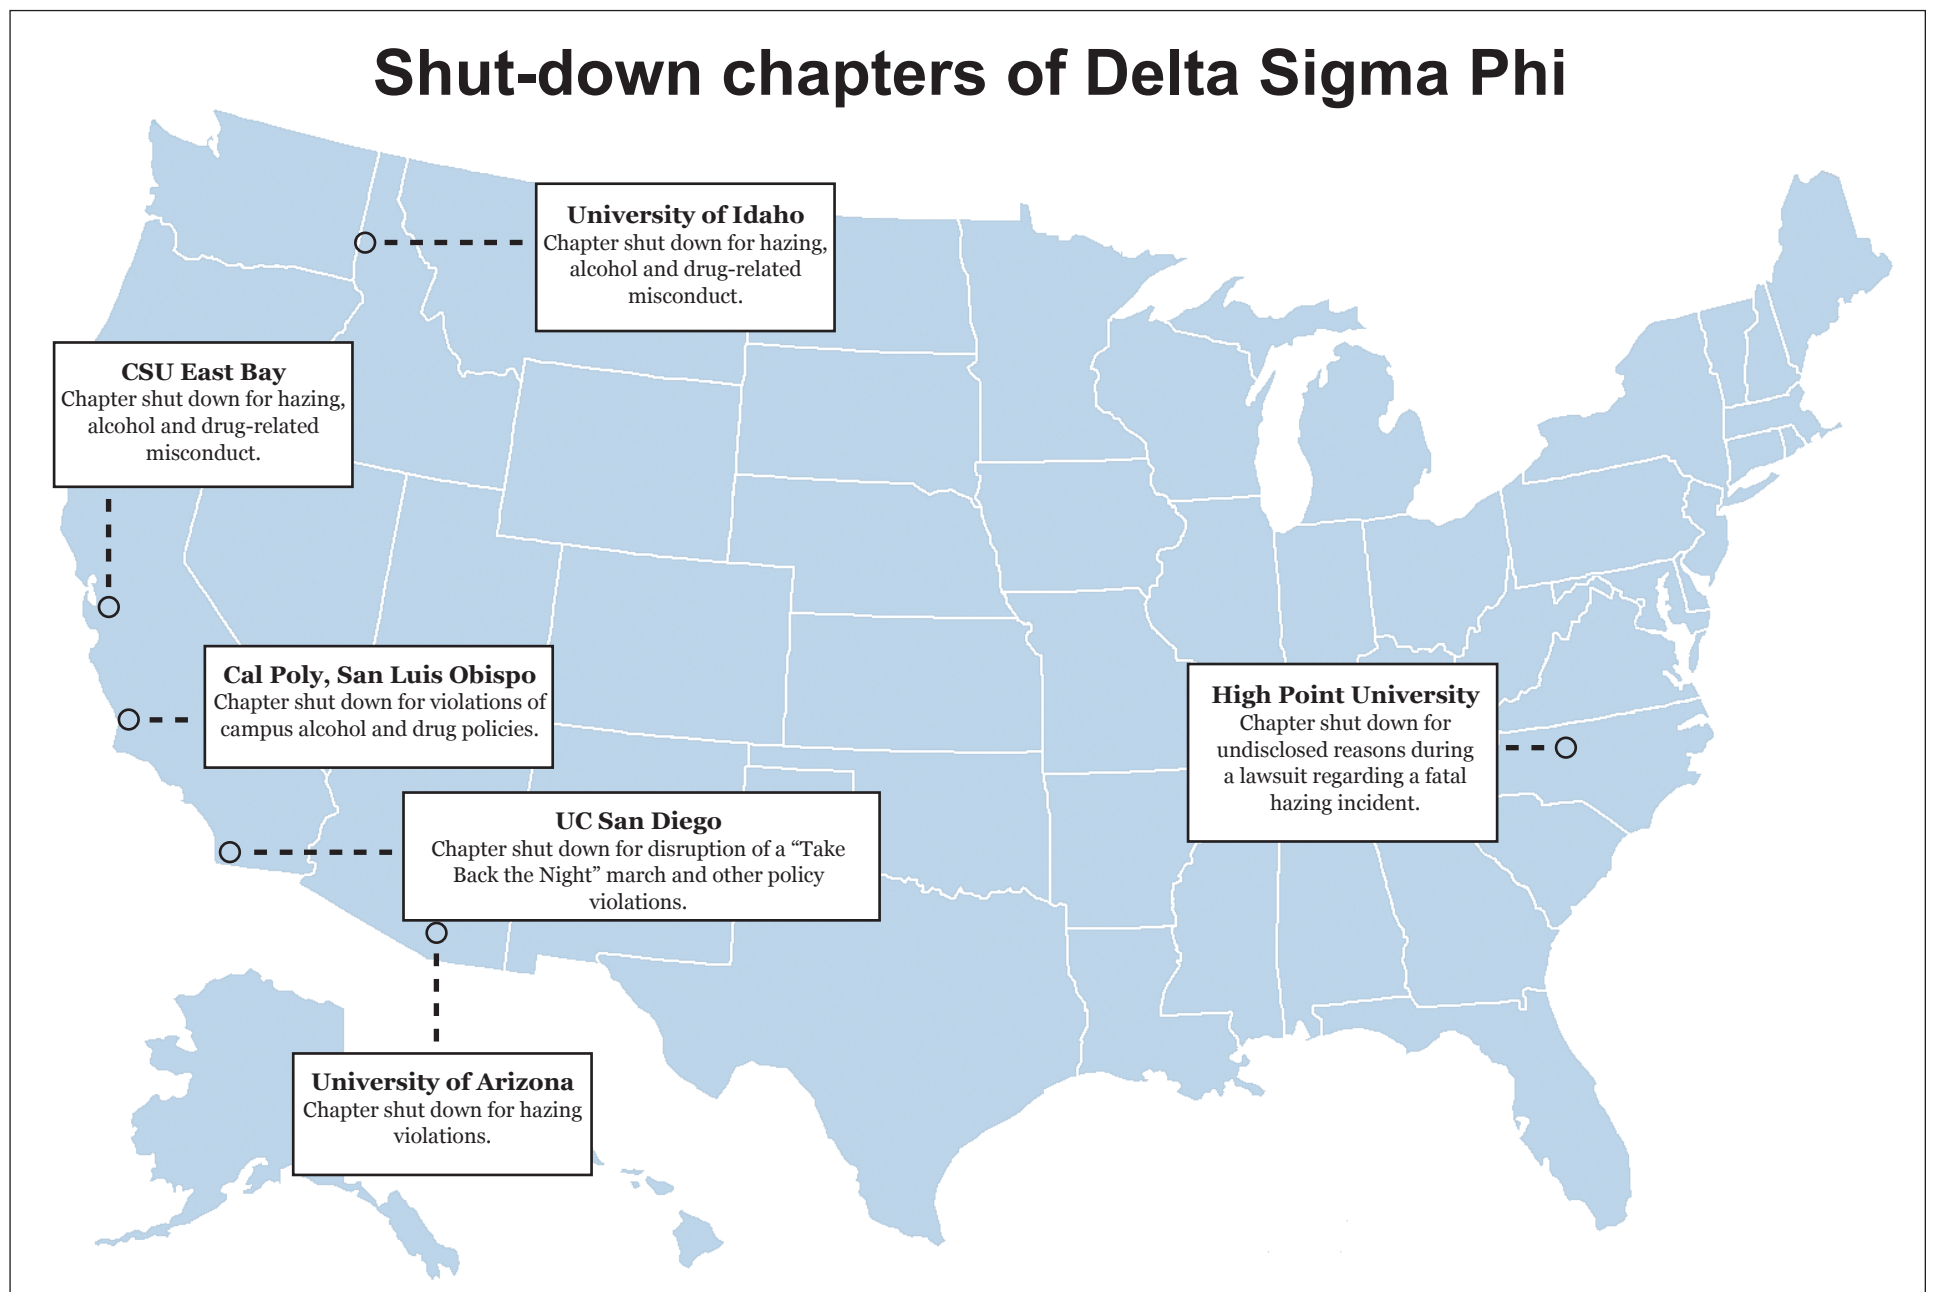 Shut-down chapters of Delta Sigma Phi
University of Idaho
Chapter shut down for hazing,
alcohol and drug-related
misconduct.
CSU East Bay
Chapter shut down for hazing,
alcohol and drug-related
misconduct.
Cal Poly, San Luis Obispo
Chapter shut down for violations of
campus alcohol and drug policies.
High Point University
Chapter shut down for
undisclosed reasons during
a lawsuit regarding a fatal
hazing incident.
UC San Diego
Chapter shut down for disruption of a “Take
Back the Night” march and other policy
violations.
University of Arizona
Chapter shut down for hazing
violations.